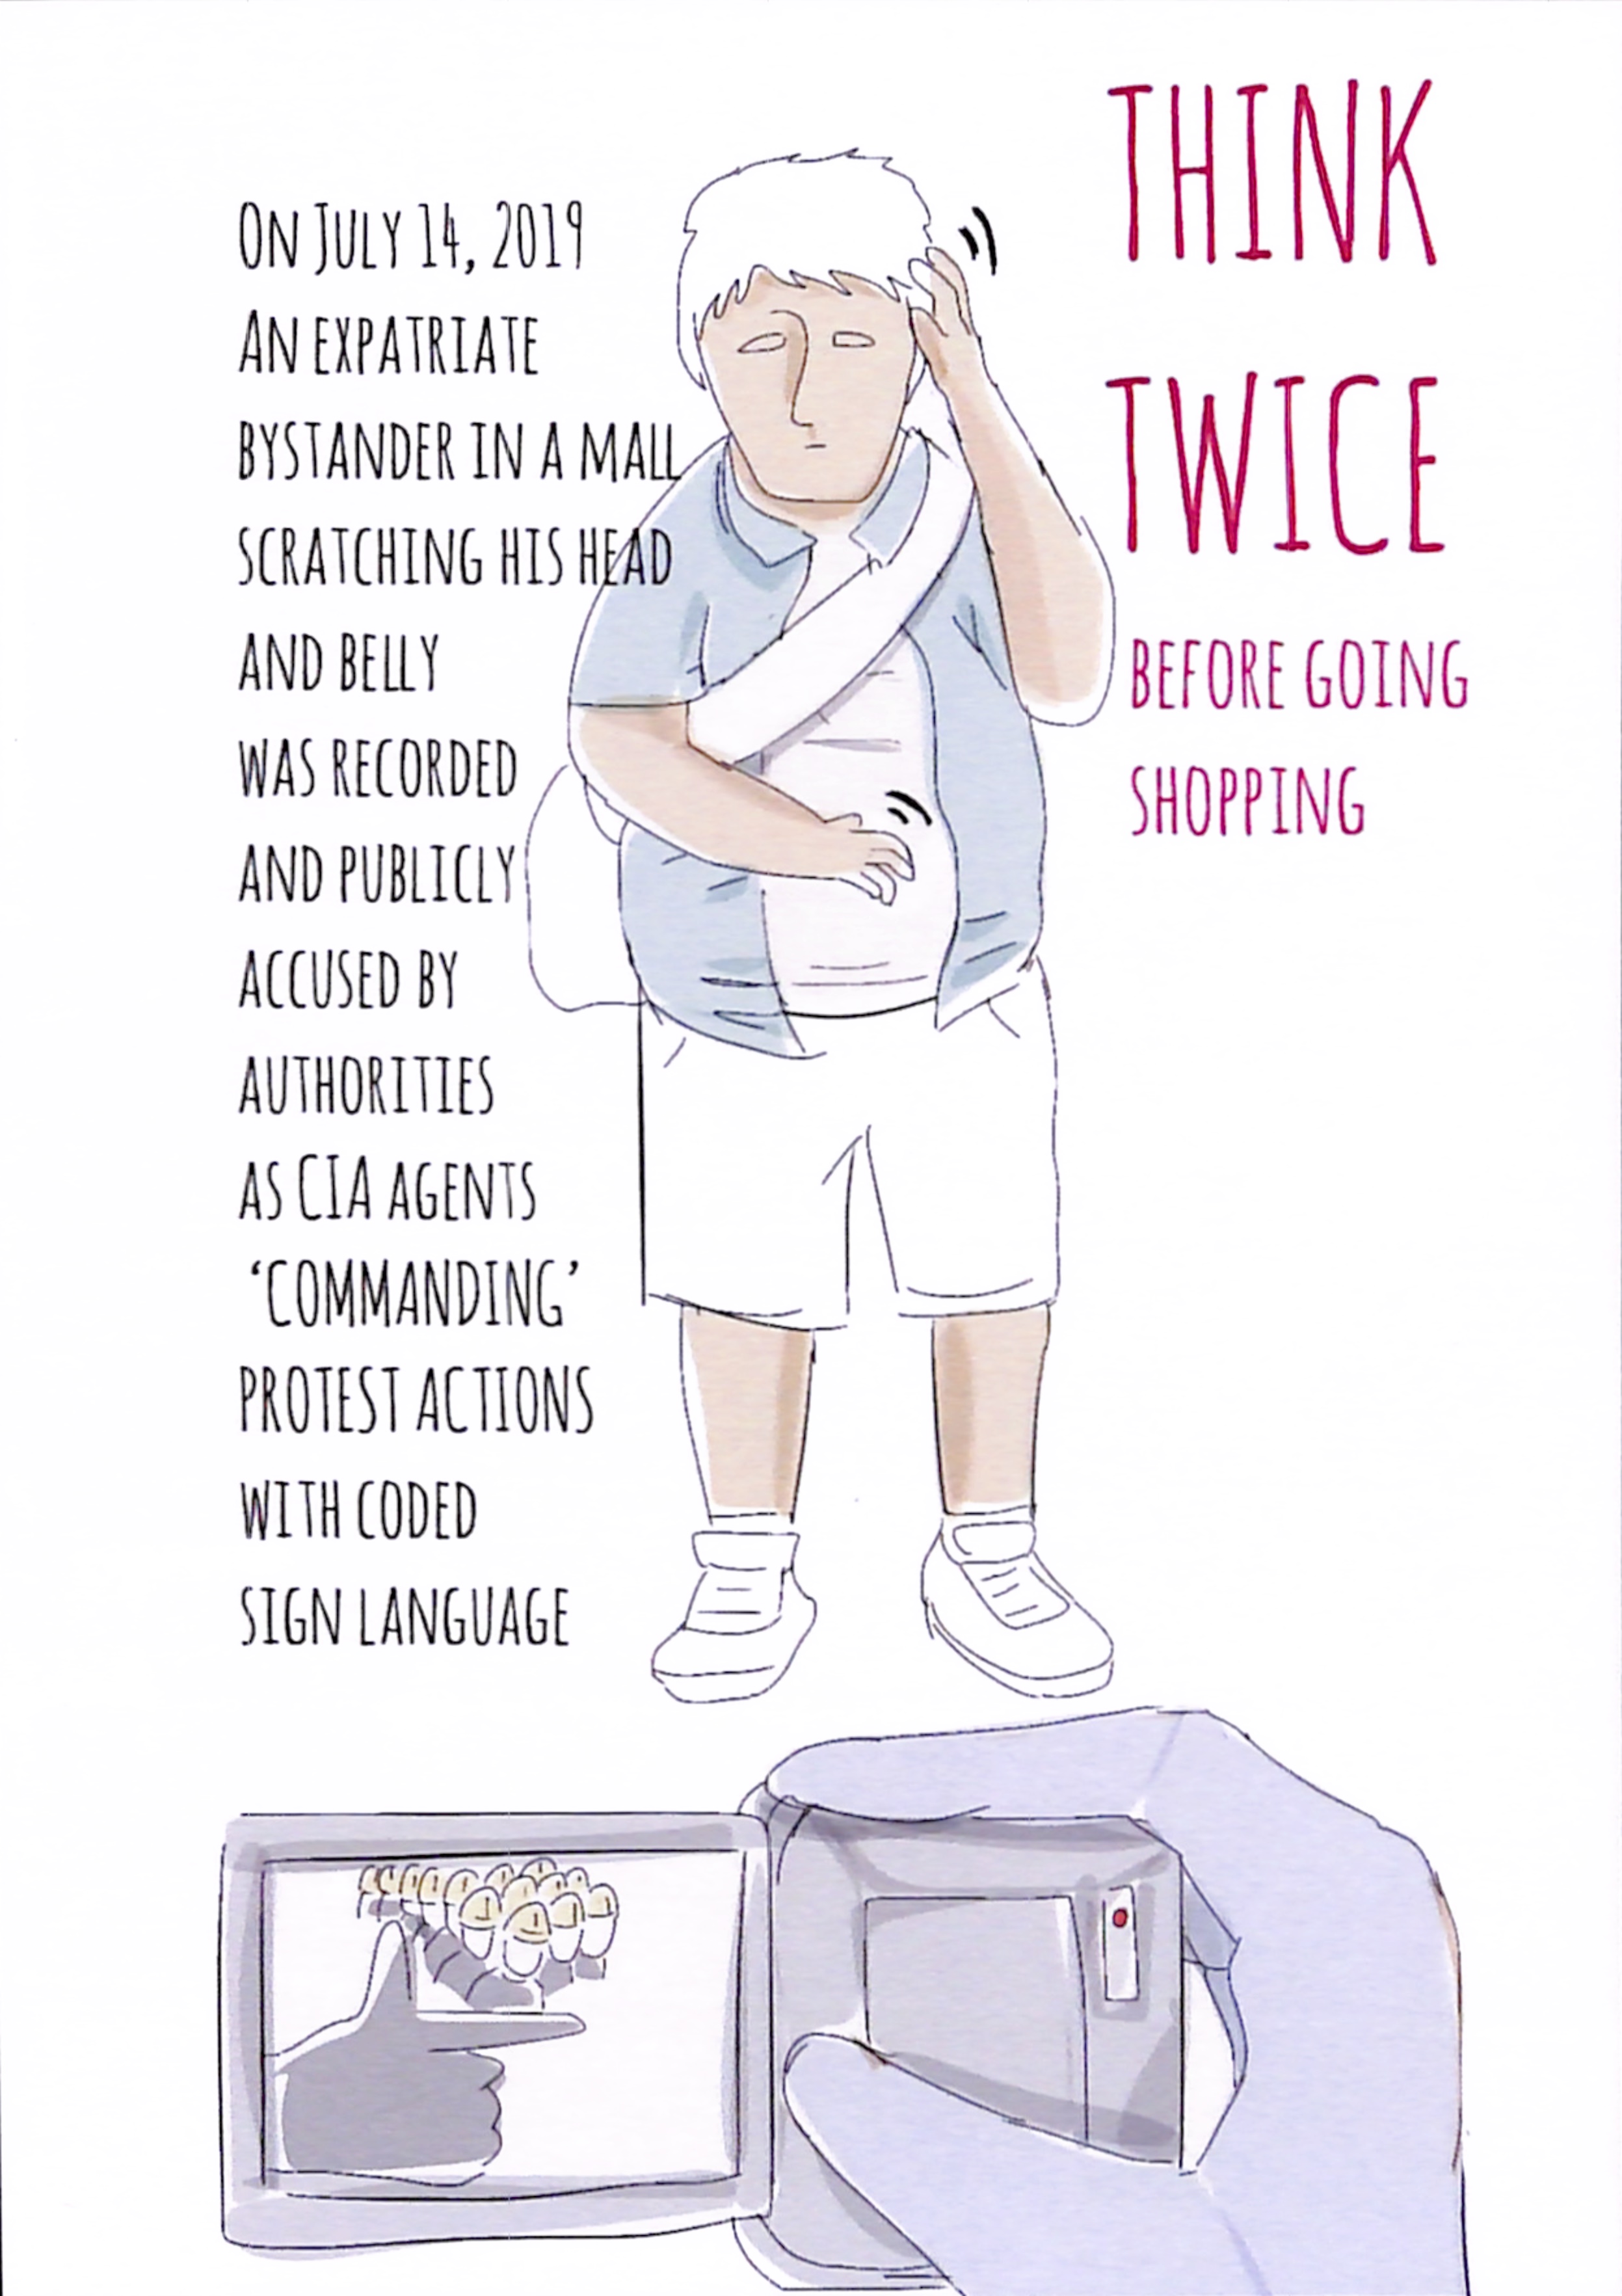 THINK
TWICE
BEFORE GOING
SHOPPING
ON JULY 14, 2019
AN EXPATRIATE
BYSTANDER IN A MALL
SCRATCHING HIS HEAD
AND BELLY
WAS RECORDED
AND PUBLICLY
ACCUSED BY
AUTHORITIES
AS CIA AGENTS
‘COMMANDING’
PROTEST ACTIONS
WITH CODED
SIGN LANGUAGE